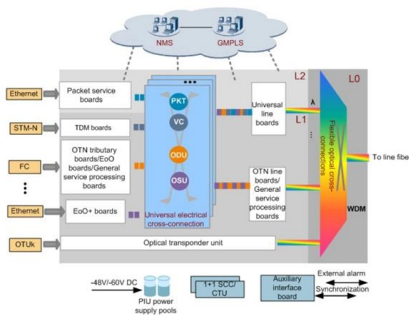 NMS
GMPLS
L2
L0
Ethernet
Packet service
boards
PKT
Universal
line
boards
λ
L1
STM-N
TDM boards
VC
FC
OTN tributary
boards/EoO
boards/General
service processing
boards
ODU
OSU
Flexible optical cross-
connections
To line fibe
OTN line
boards/
General
service
processing
boards
Ethernet
EoO+ boards
Universal electrical
cross-connection
WDM
OTUk
Optical transponder unit
-48V/-60V DC
PIU power
supply pools
1+1 SCC/
CTU
Auxiliary
interface
board
External alarm
Synchronization